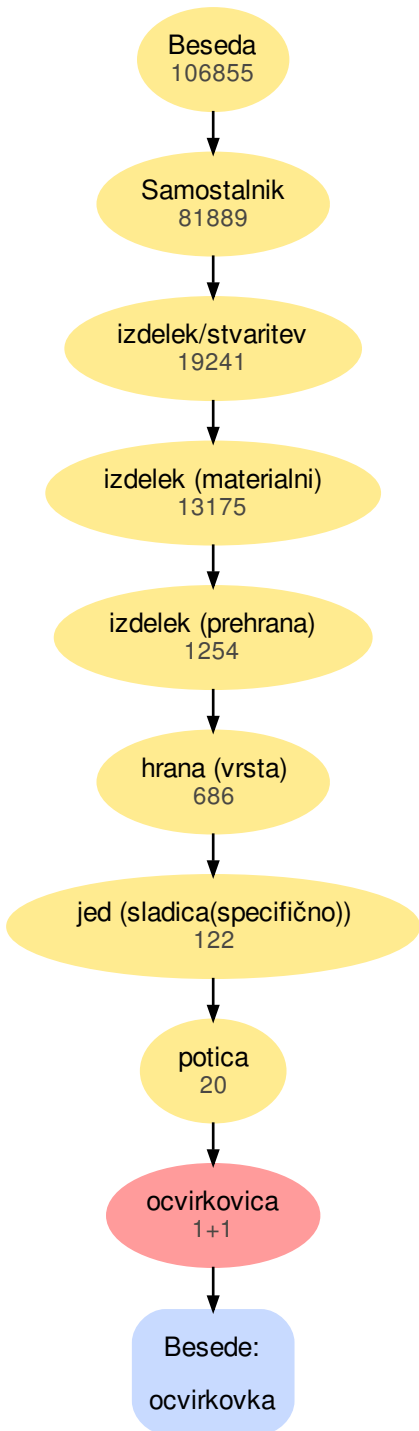 Beseda
106855
Samostalnik
81889
izdelek/stvaritev
19241
izdelek (materialni)
13175
izdelek (prehrana)
1254
hrana (vrsta)
686
jed (sladica(specifično))
122
potica
20
ocvirkovica
1+1
Besede:
ocvirkovka